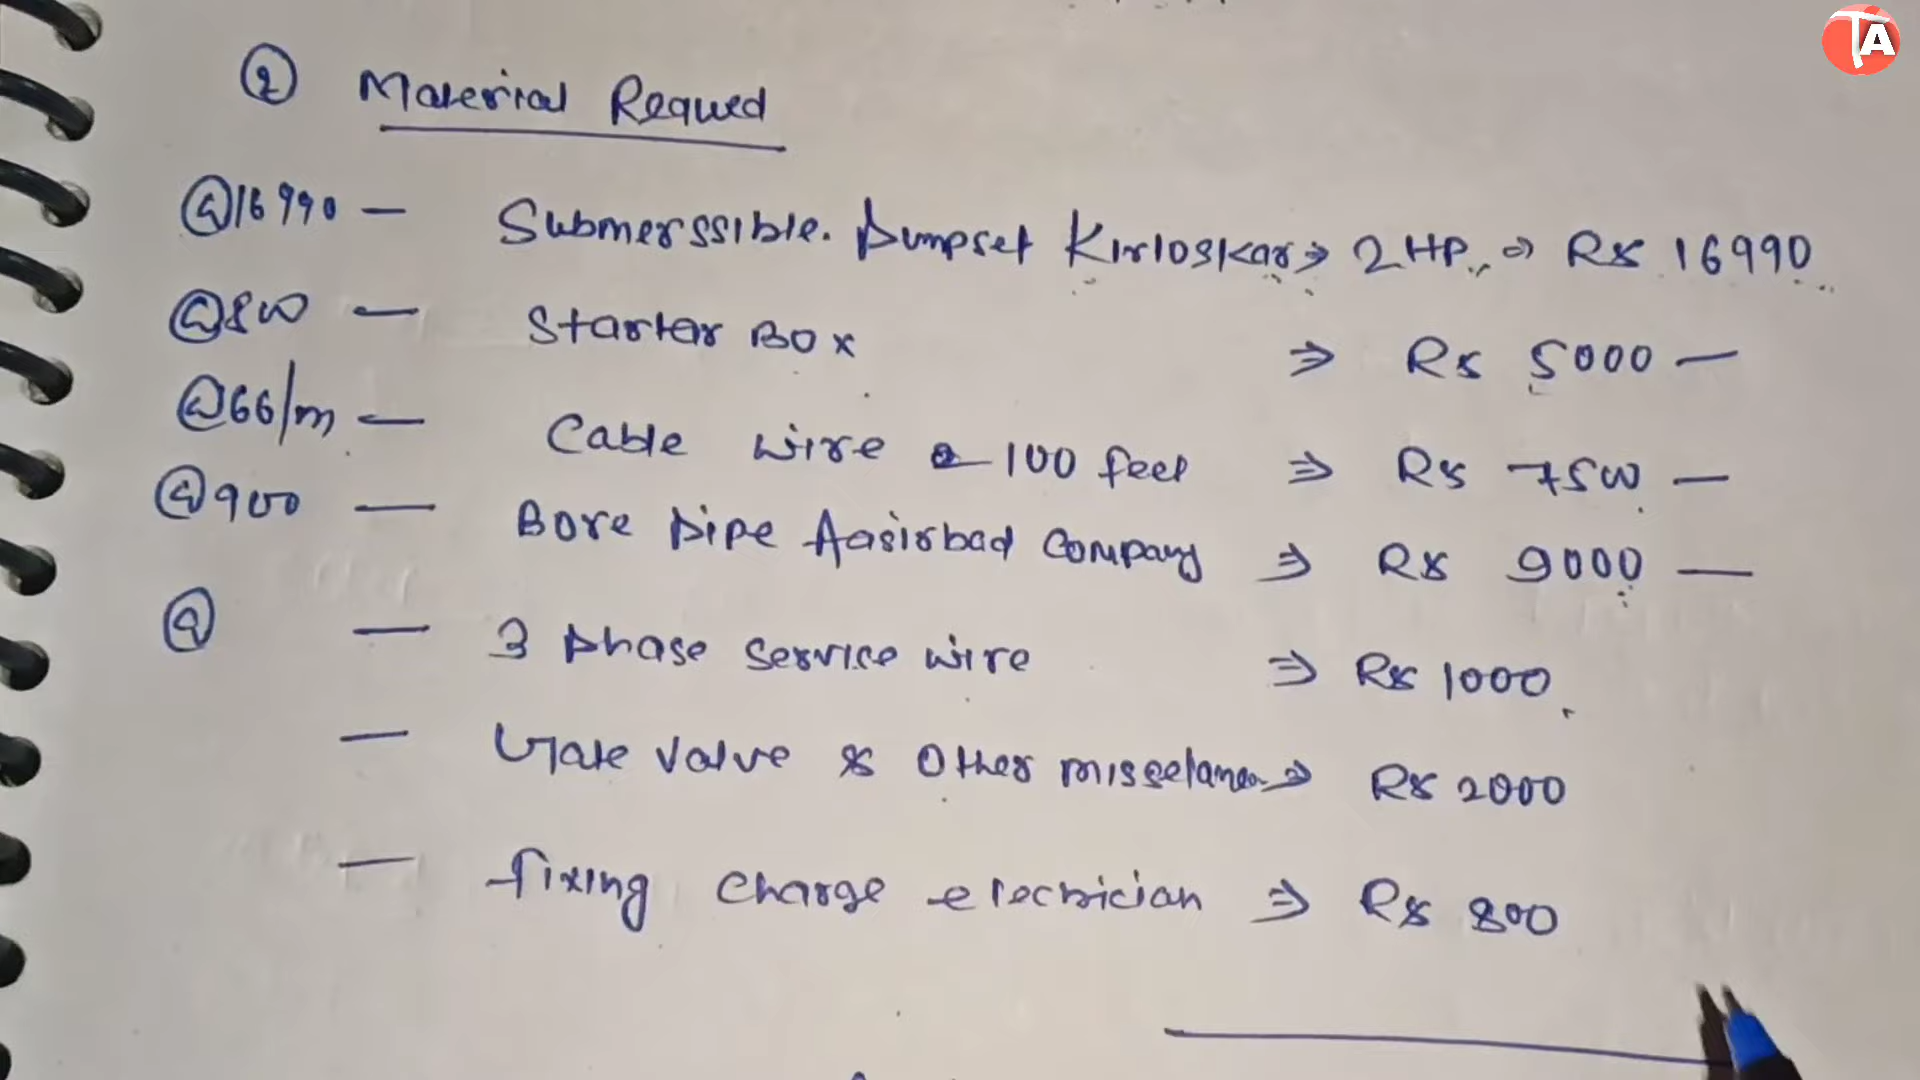 TA
② Material Requed
@16990 — Submerssible. Pumpset Kirloskar → 2HP ⇒ Rs 16990
@800 — Starter Box ⇒ Rs 5000 —
@66/m — Cable wire — 100 feet ⇒ Rs 7500 —
@900 — Bore Pipe Aasirbad Company ⇒ Rs 9000 —
@ — 3 Phase Service wire ⇒ Rs 1000
— Gate Valve & Other ⇒ Rs 2000
— fixing Charge electrician ⇒ Rs 800